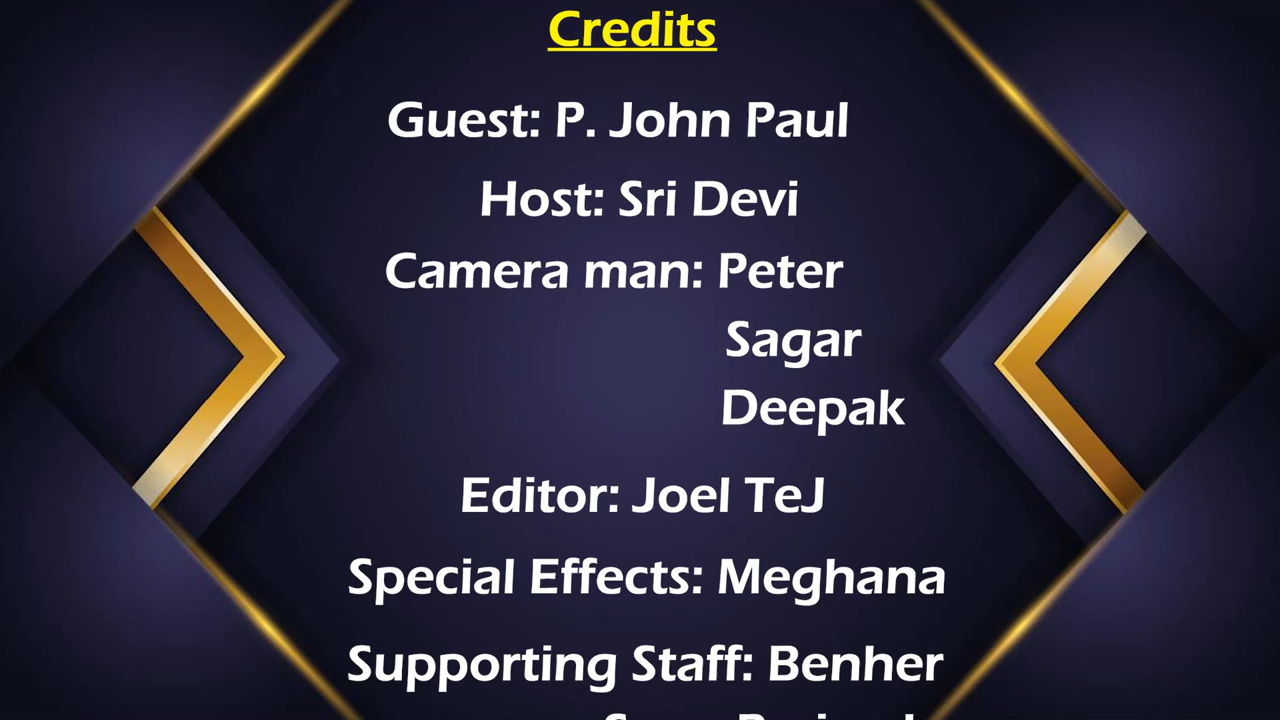 Credits
Guest: P. John Paul
Host: Sri Devi
Camera man: Peter
Sagar
Deepak
Editor: Joel TeJ
Special Effects: Meghana
Supporting Staff: Benher